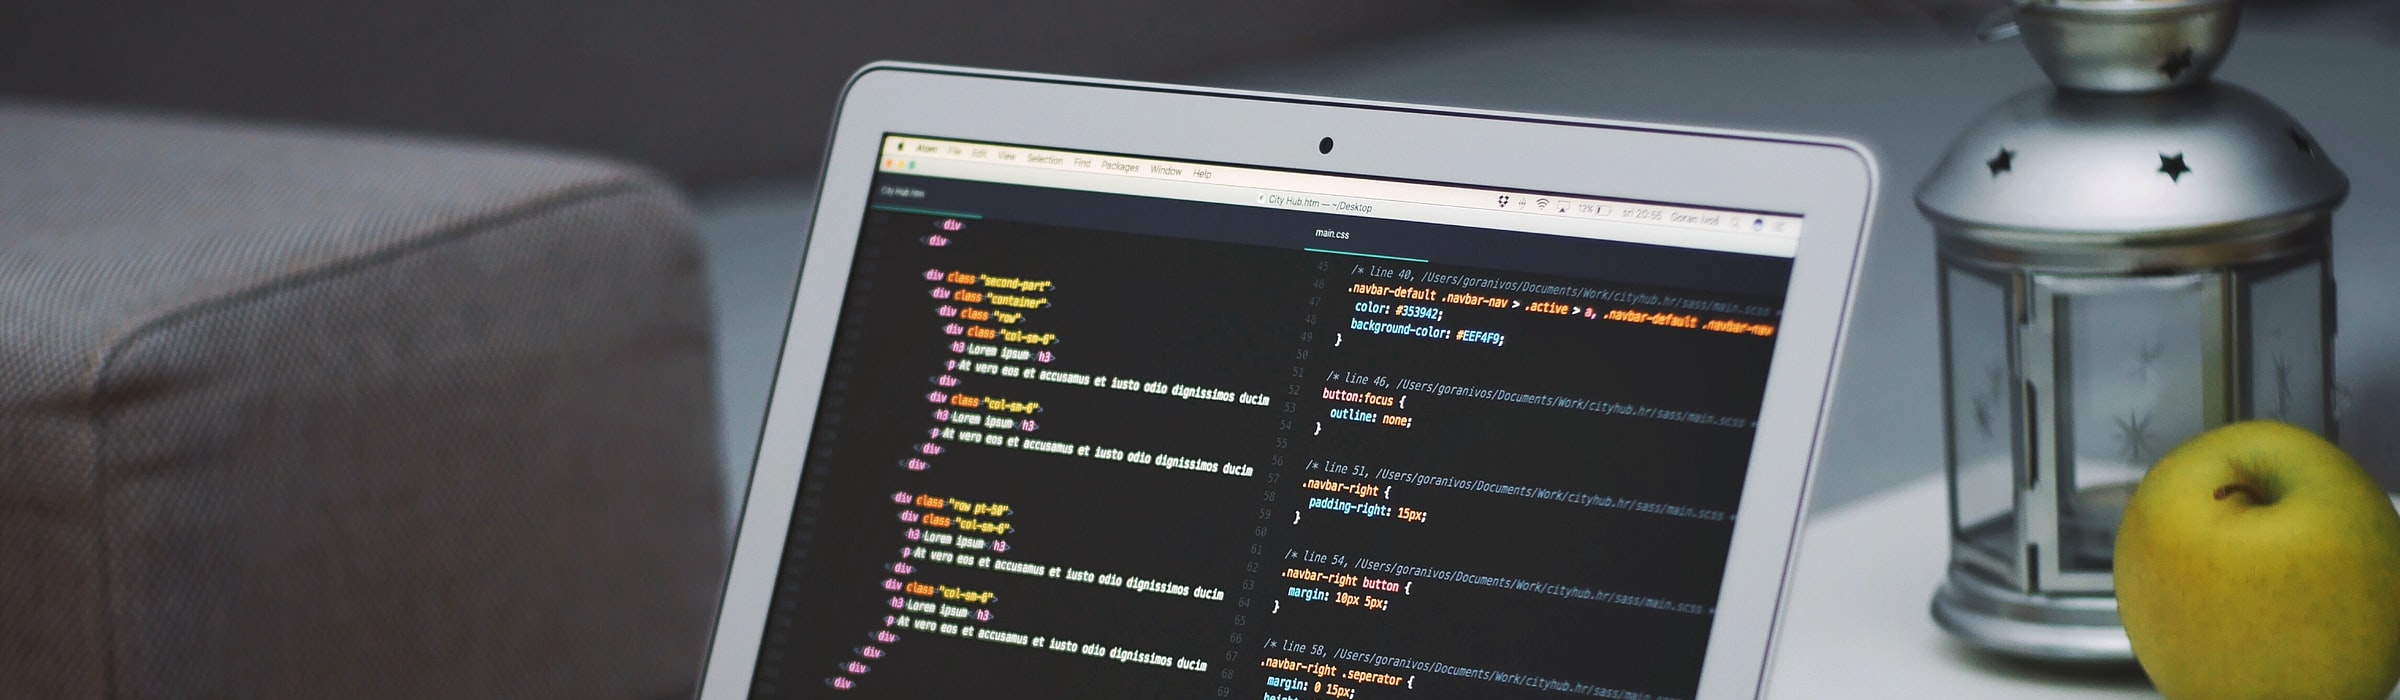 Atom File Edit View Selection Find Packages Window Help
13% sri 20:55 Goran Ivoš
City Hub.htm — ~/Desktop
City Hub.htm
main.css
</div>
</div>
<div class="second-part">
<div class="container">
<div class="row">
<div class="col-sm-6">
<h3>Lorem ipsum</h3>
<p>At vero eos et accusamus et iusto odio dignissimos ducim
</div>
<div class="col-sm-6">
<h3>Lorem ipsum</h3>
<p>At vero eos et accusamus et iusto odio dignissimos ducim
</div>
</div>
<div class="row pt-50">
<div class="col-sm-6">
<h3>Lorem ipsum</h3>
<p>At vero eos et accusamus et iusto odio dignissimos ducim
</div>
<div class="col-sm-6">
<h3>Lorem ipsum</h3>
<p>At vero eos et accusamus et iusto odio dignissimos ducim
</div>
</div>
</div>
</div>
45 /* line 40, /Users/goranivos/Documents/Work/cityhub.hr/sass/main.scss
46 .navbar-default .navbar-nav > .active > a, .navbar-default .navbar-nav
47 color: #353942;
48 background-color: #EEF4F9;
49 }
50
51 /* line 46, /Users/goranivos/Documents/Work/cityhub.hr/sass/main.scss
52 button:focus {
53 outline: none;
54 }
55
56 /* line 51, /Users/goranivos/Documents/Work/cityhub.hr/sass/main.scss
57 .navbar-right {
58 padding-right: 15px;
59 }
60
61 /* line 54, /Users/goranivos/Documents/Work/cityhub.hr/sass/main.scss
62 .navbar-right button {
63 margin: 10px 5px;
64 }
65
66 /* line 58, /Users/goranivos/Documents/Work/cityhub.hr/sass/main.scss
67 .navbar-right .seperator {
68 margin: 0 15px;
69